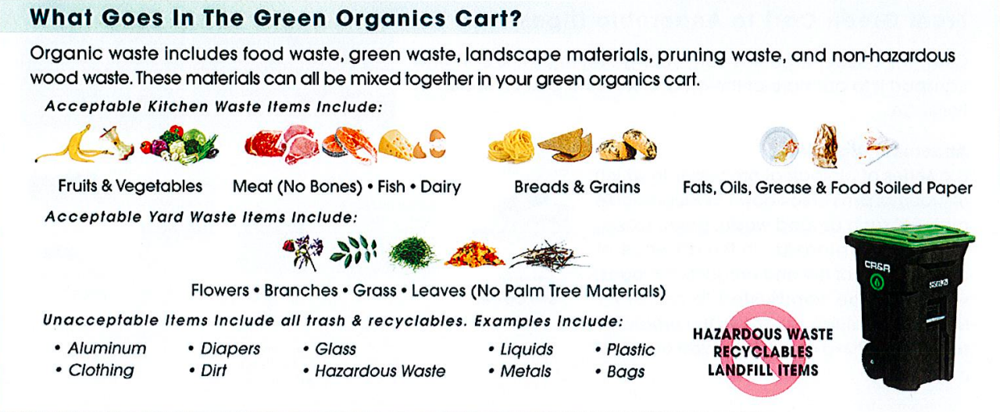 What Goes In The Green Organics Cart?
Organic waste includes food waste, green waste, landscape materials, pruning waste, and non-hazardous
wood waste. These materials can all be mixed together in your green organics cart.
Acceptable Kitchen Waste Items Include:
Fruits & Vegetables
Meat (No Bones) • Fish • Dairy
Breads & Grains
Fats, Oils, Grease & Food Soiled Paper
Acceptable Yard Waste Items Include:
Flowers • Branches • Grass • Leaves (No Palm Tree Materials)
Unacceptable Items Include all trash & recyclables. Examples Include:
• Aluminum
• Diapers
• Glass
• Liquids
• Plastic
• Clothing
• Dirt
• Hazardous Waste
• Metals
• Bags
HAZARDOUS WASTE
RECYCLABLES
LANDFILL ITEMS
CR&R